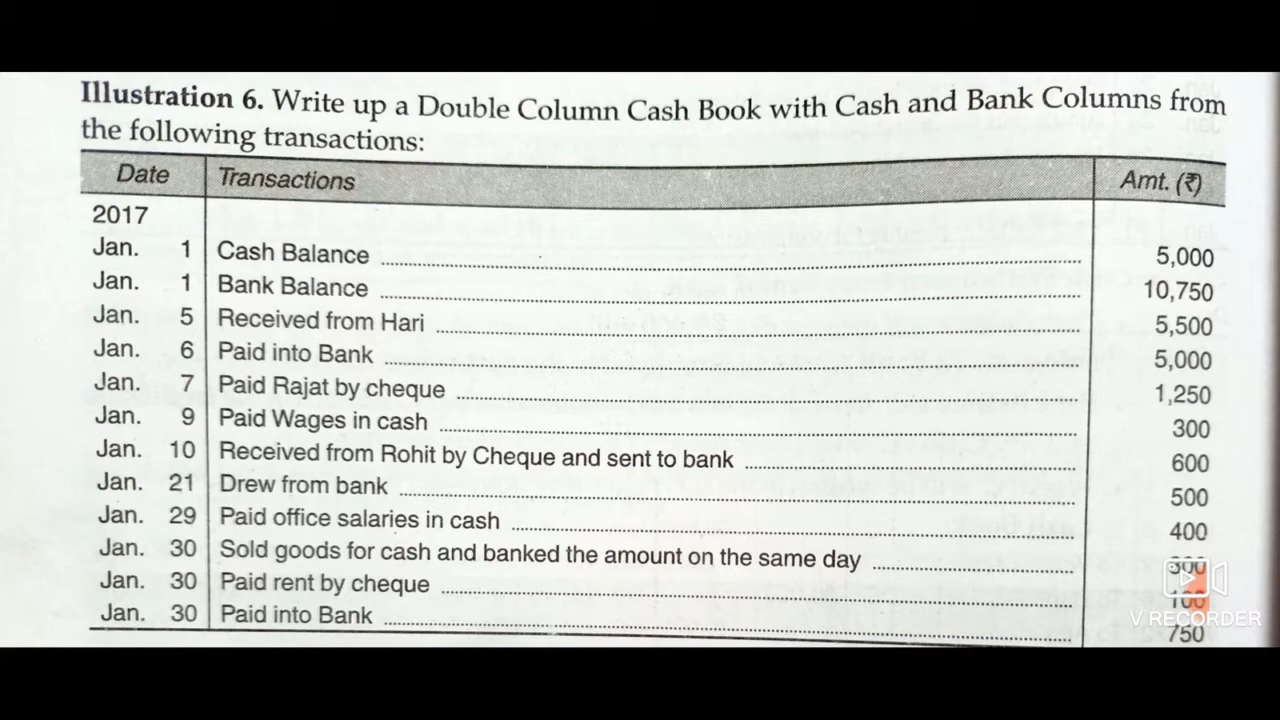 Illustration 6. Write up a Double Column Cash Book with Cash and Bank Columns from
the following transactions:
Date Transactions Amt. (₹)
2017
Jan. 1 Cash Balance 5,000
Jan. 1 Bank Balance 10,750
Jan. 5 Received from Hari 5,500
Jan. 6 Paid into Bank 5,000
Jan. 7 Paid Rajat by cheque 1,250
Jan. 9 Paid Wages in cash 300
Jan. 10 Received from Rohit by Cheque and sent to bank 600
Jan. 21 Drew from bank 500
Jan. 29 Paid office salaries in cash 400
Jan. 30 Sold goods for cash and banked the amount on the same day 300
Jan. 30 Paid rent by cheque 100
Jan. 30 Paid into Bank 750
V RECORDER